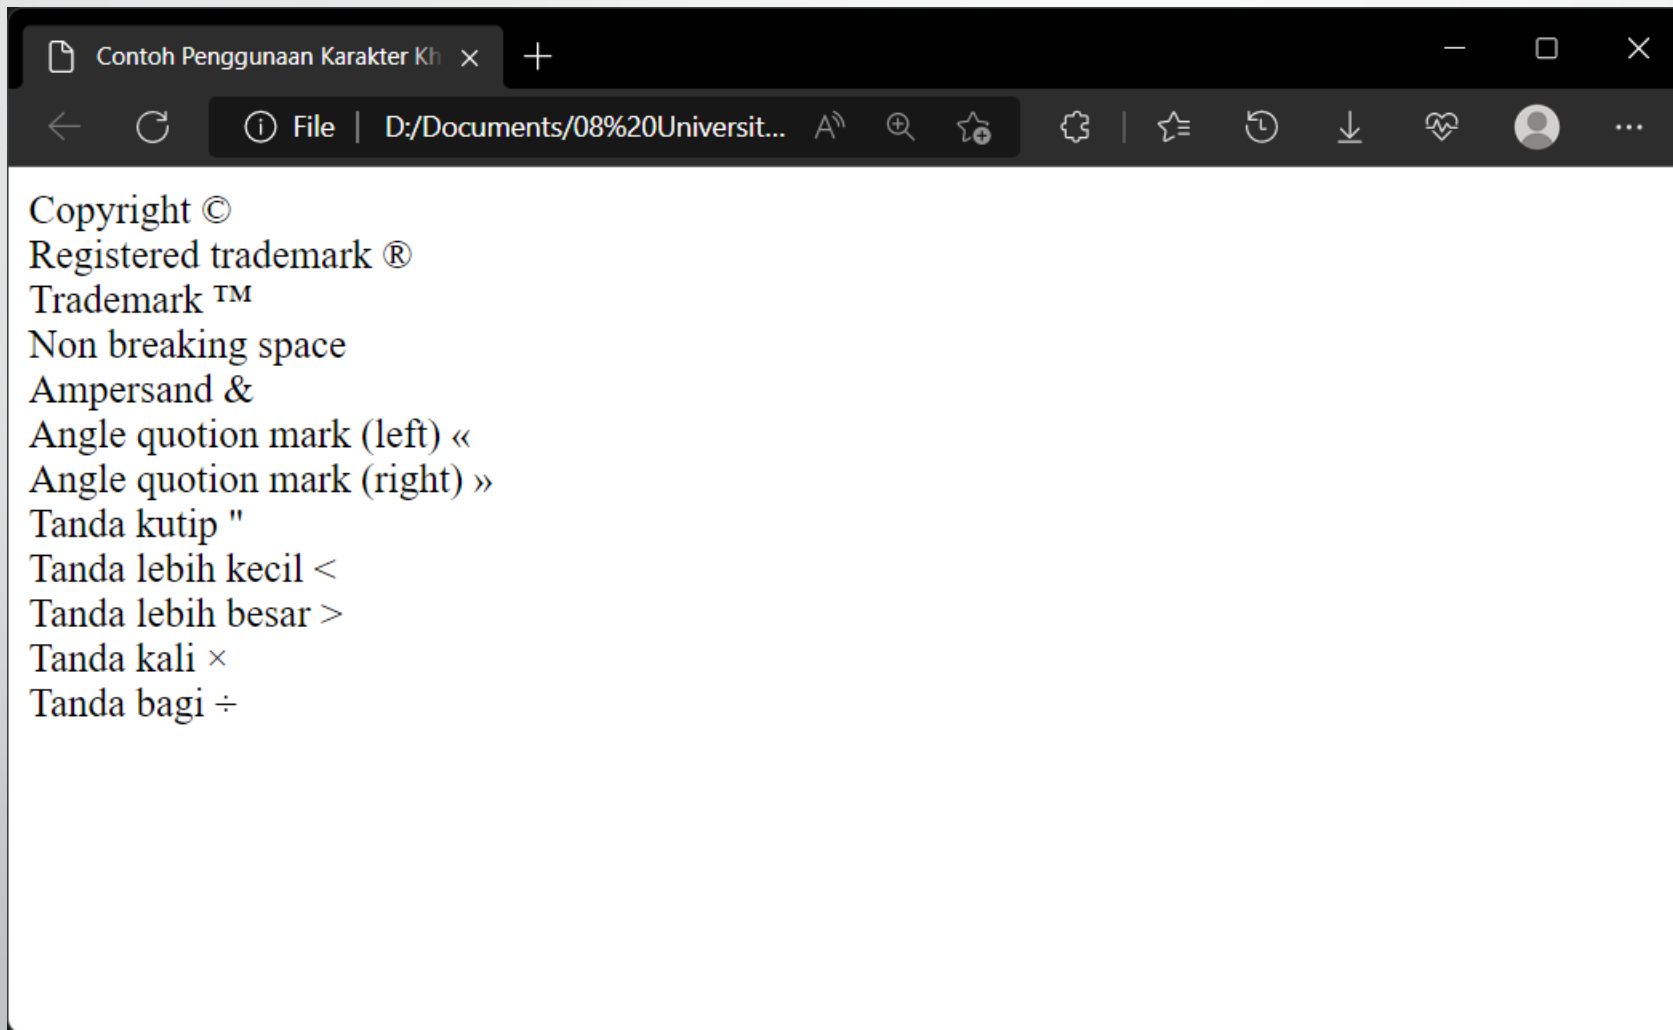 Contoh Penggunaan Karakter Kh
File
D:/Documents/08%20Universit...
Copyright ©
Registered trademark ®
Trademark ™
Non breaking space
Ampersand &
Angle quotion mark (left) «
Angle quotion mark (right) »
Tanda kutip "
Tanda lebih kecil <
Tanda lebih besar >
Tanda kali ×
Tanda bagi ÷